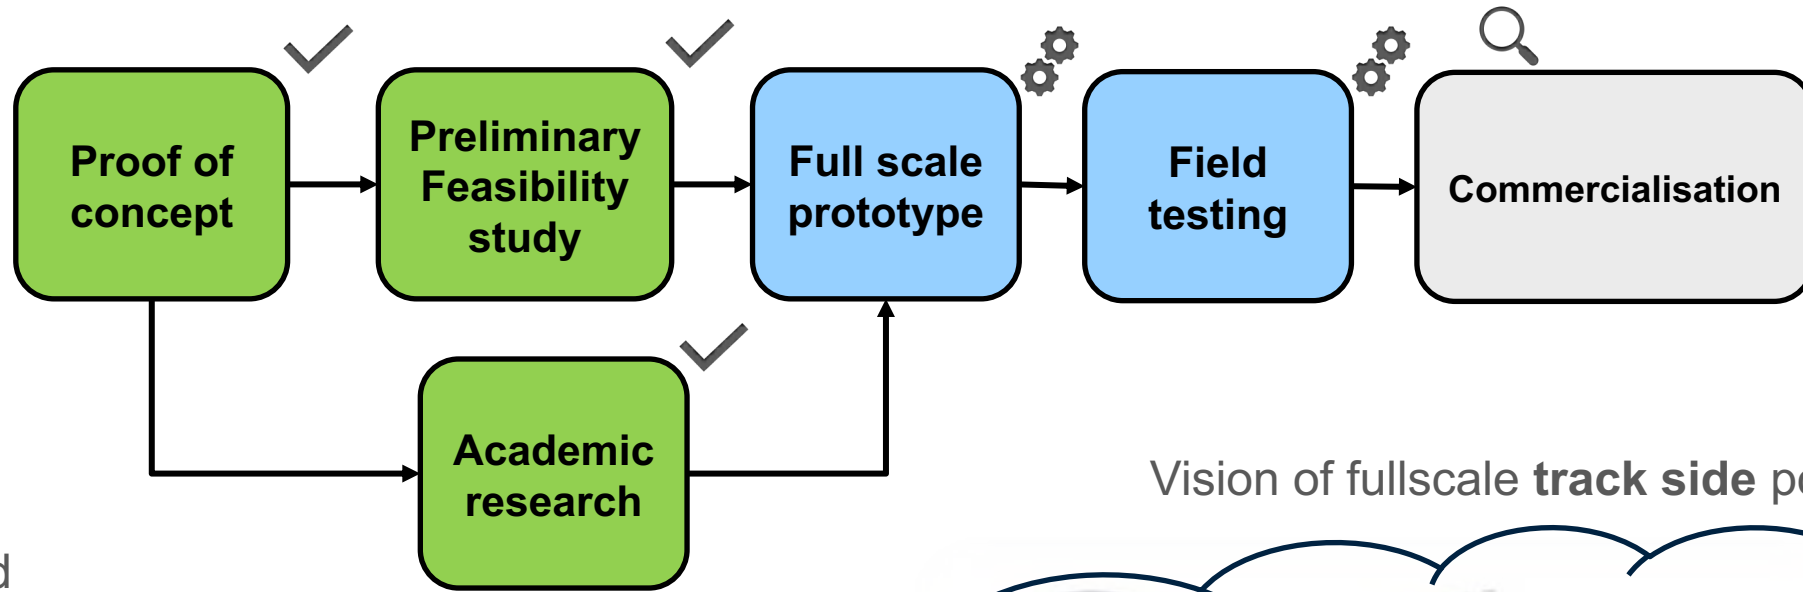 Proof of
concept
Preliminary
Feasibility
study
Full scale
prototype
Field
testing
Commercialisation
Academic
research
Vision of fullscale track side